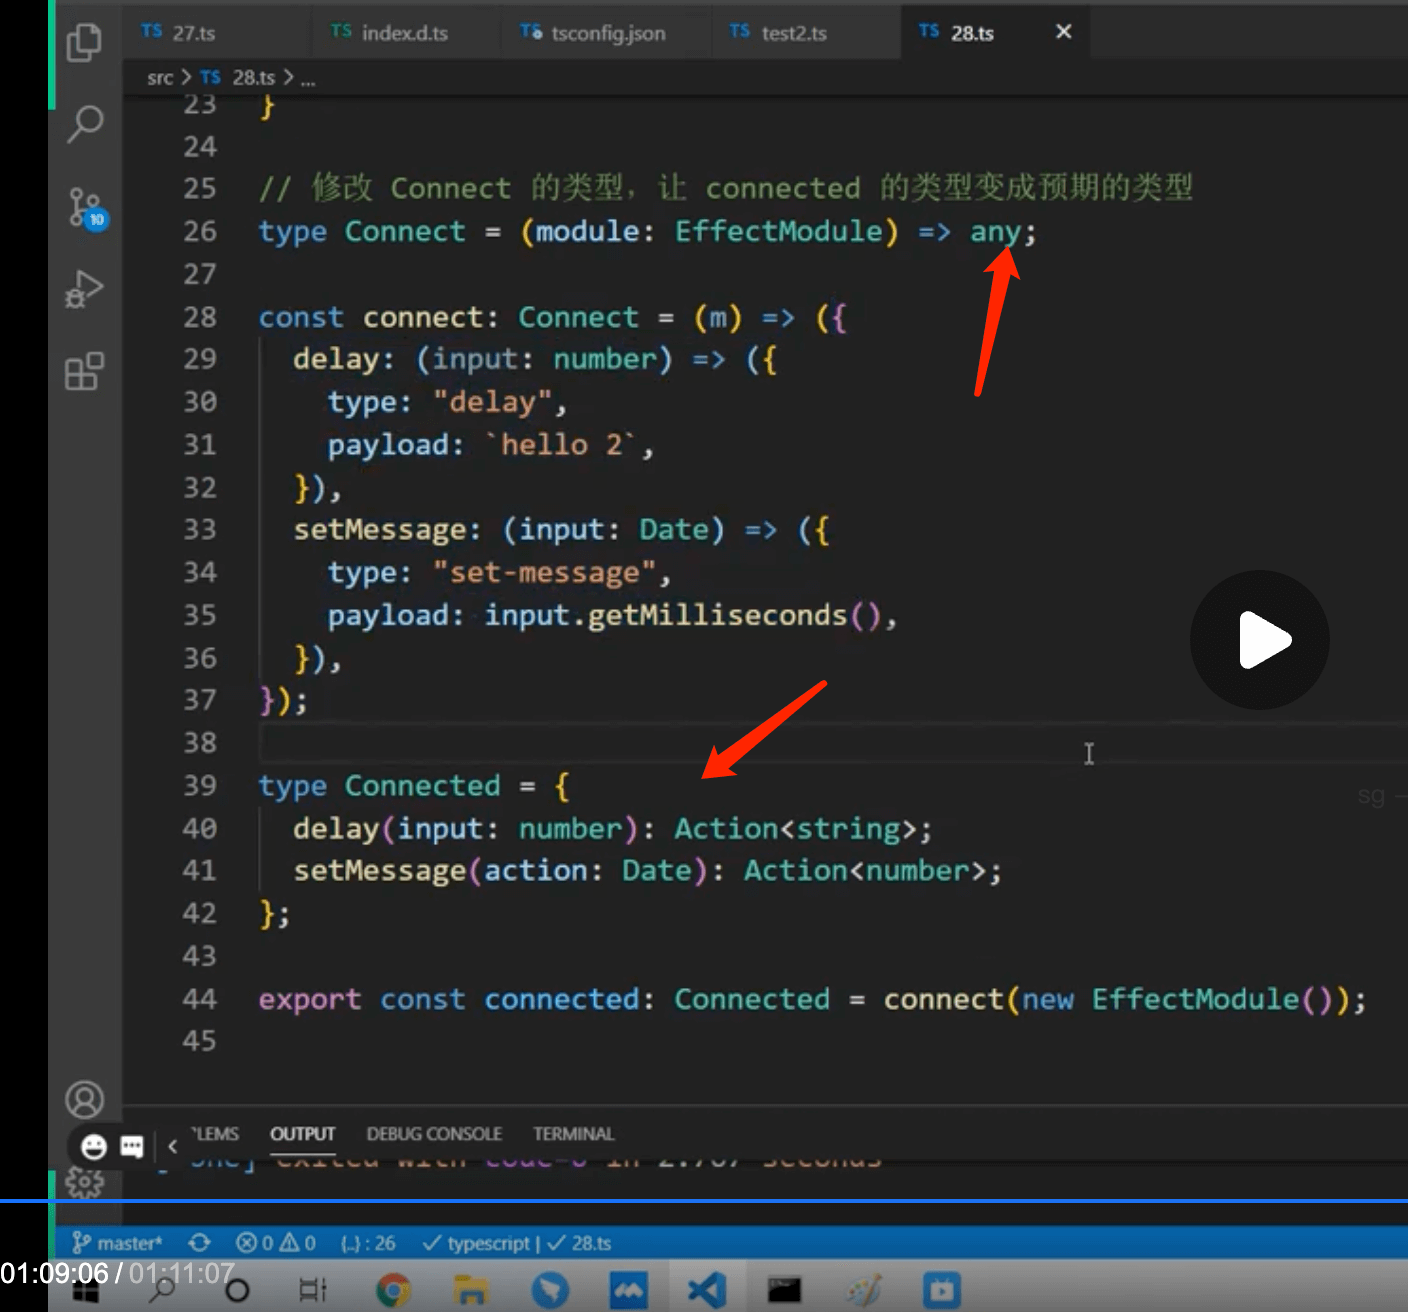 TS 27.ts TS index.d.ts TS tsconfig.json TS test2.ts TS 28.ts ×
src > TS 28.ts > ...
23 }
24
25 // 修改 Connect 的类型，让 connected 的类型变成预期的类型
26 type Connect = (module: EffectModule) => any;
27
28 const connect: Connect = (m) => ({
29 delay: (input: number) => ({
30 type: "delay",
31 payload: `hello 2`,
32 }),
33 setMessage: (input: Date) => ({
34 type: "set-message",
35 payload: input.getMilliseconds(),
36 }),
37 });
38
39 type Connected = {
40 delay(input: number): Action<string>;
41 setMessage(action: Date): Action<number>;
42 };
43
44 export const connected: Connected = connect(new EffectModule());
45
10
sg
LEMS OUTPUT DEBUG CONSOLE TERMINAL
exited with code=0 in 2.767 seconds
master* 0 0 {..} : 26 ✓ typescript | ✓ 28.ts
01:09:06 / 01:11:07